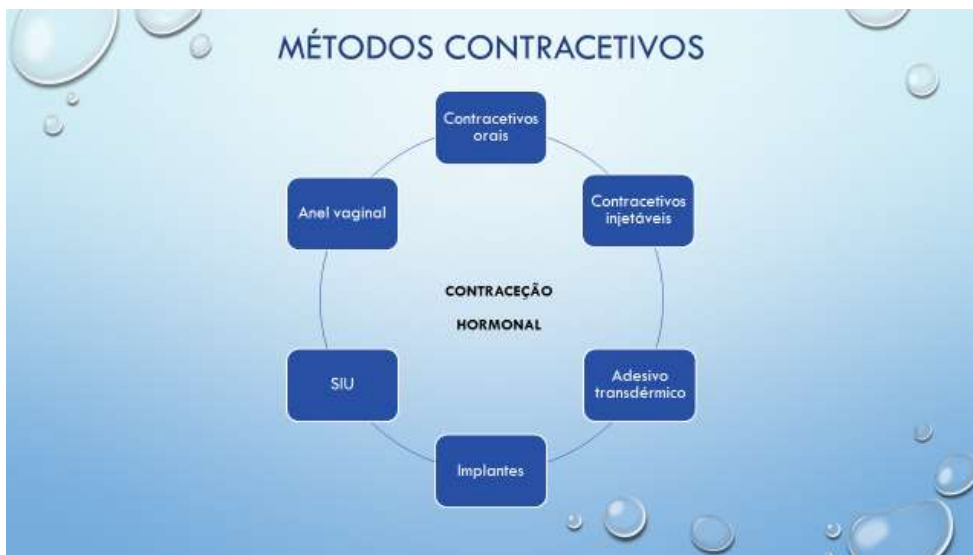 MÉTODOS CONTRACETIVOS
Contracetivos
orais
Contracetivos
injetáveis
Adesivo
transdérmico
Implantes
SIU
Anel vaginal
CONTRACEÇÃO
HORMONAL